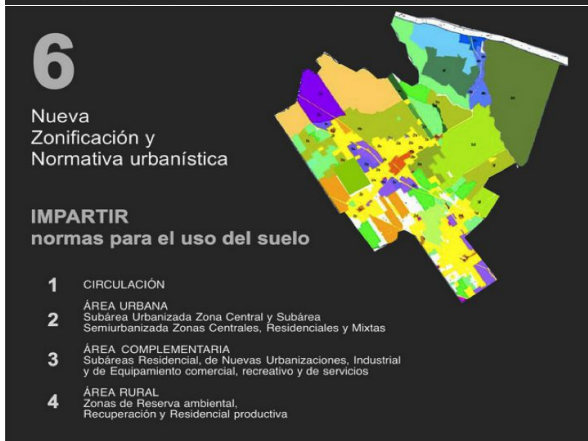 6
Nueva
Zonificación y
Normativa urbanística
IMPARTIR
normas para el uso del suelo
1 CIRCULACIÓN
2 ÁREA URBANA
Subárea Urbanizada Zona Central y Subárea
Semiurbanizada Zonas Centrales, Residenciales y Mixtas
3 ÁREA COMPLEMENTARIA
Subáreas Residencial, de Nuevas Urbanizaciones, Industrial
y de Equipamiento comercial, recreativo y de servicios
4 ÁREA RURAL
Zonas de Reserva ambiental,
Recuperación y Residencial productiva